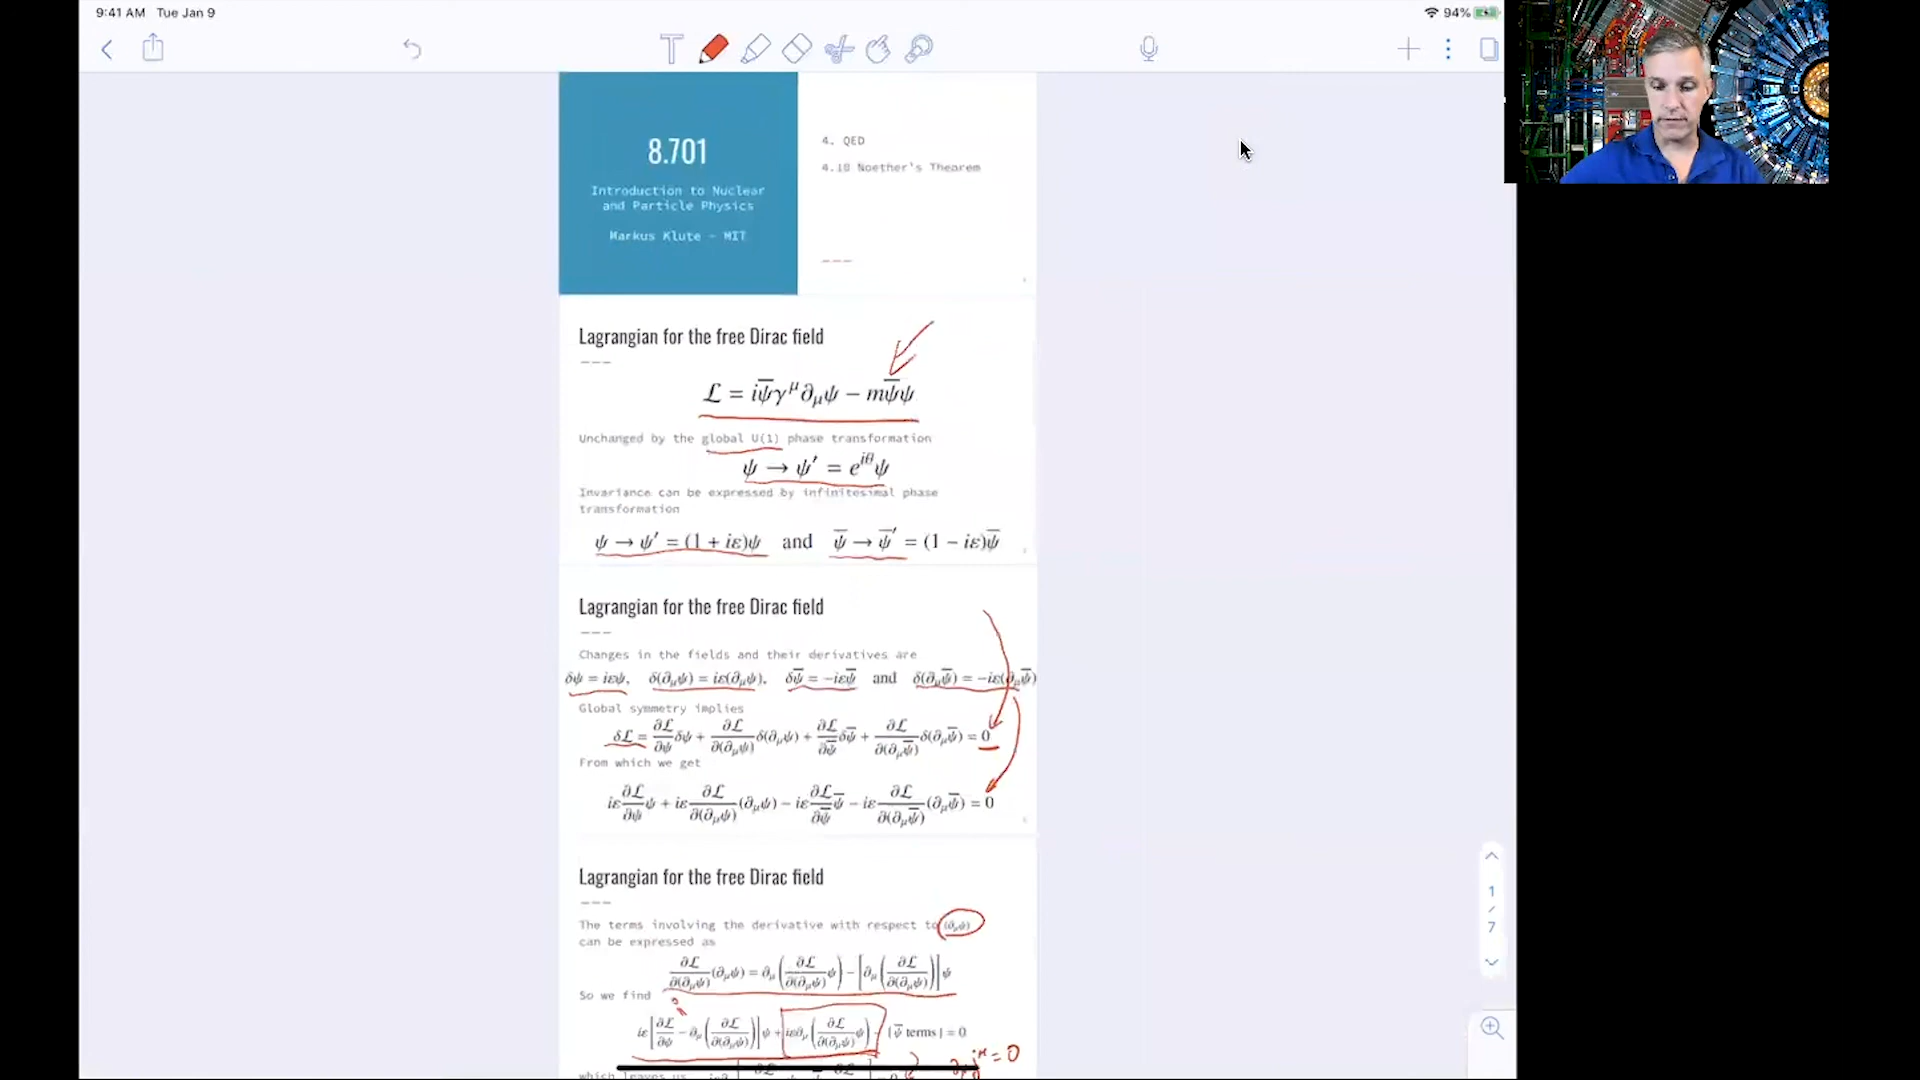 9:41 AM Tue Jan 9
94%
8.701
Introduction to Nuclear
and Particle Physics
Markus Klute - MIT
4. QED
4.10 Noether's Theorem
Lagrangian for the free Dirac field
ℒ = iψ̅γ^μ∂_μψ − mψ̅ψ
Unchanged by the global U(1) phase transformation
ψ → ψ′ = e^{iθ}ψ
Invariance can be expressed by infinitesimal phase
transformation
ψ → ψ′ = (1 + iε)ψ and ψ̅ → ψ̅′ = (1 − iε)ψ̅
Lagrangian for the free Dirac field
Changes in the fields and their derivatives are
δψ = iεψ, δ(∂_μψ) = iε(∂_μψ), δψ̅ = −iεψ̅ and δ(∂_μψ̅) = −iε(∂_μψ̅)
Global symmetry implies
δℒ = ∂ℒ/∂ψ δψ + ∂ℒ/∂(∂_μψ) δ(∂_μψ) + ∂ℒ/∂ψ̅ δψ̅ + ∂ℒ/∂(∂_μψ̅) δ(∂_μψ̅) = 0
From which we get
iε ∂ℒ/∂ψ ψ + iε ∂ℒ/∂(∂_μψ) (∂_μψ) − iε ∂ℒ/∂ψ̅ ψ̅ − iε ∂ℒ/∂(∂_μψ̅) (∂_μψ̅) = 0
Lagrangian for the free Dirac field
The terms involving the derivative with respect to (∂_μψ)
can be expressed as
∂ℒ/∂(∂_μψ) (∂_μψ) = ∂_μ(∂ℒ/∂(∂_μψ) ψ) − [∂_μ(∂ℒ/∂(∂_μψ))]ψ
So we find
iε[∂ℒ/∂ψ − ∂_μ(∂ℒ/∂(∂_μψ))]ψ + iε∂_μ(∂ℒ/∂(∂_μψ) ψ) − {ψ̅ terms} = 0
∂_μ j^μ = 0
which leaves us
1
/
7